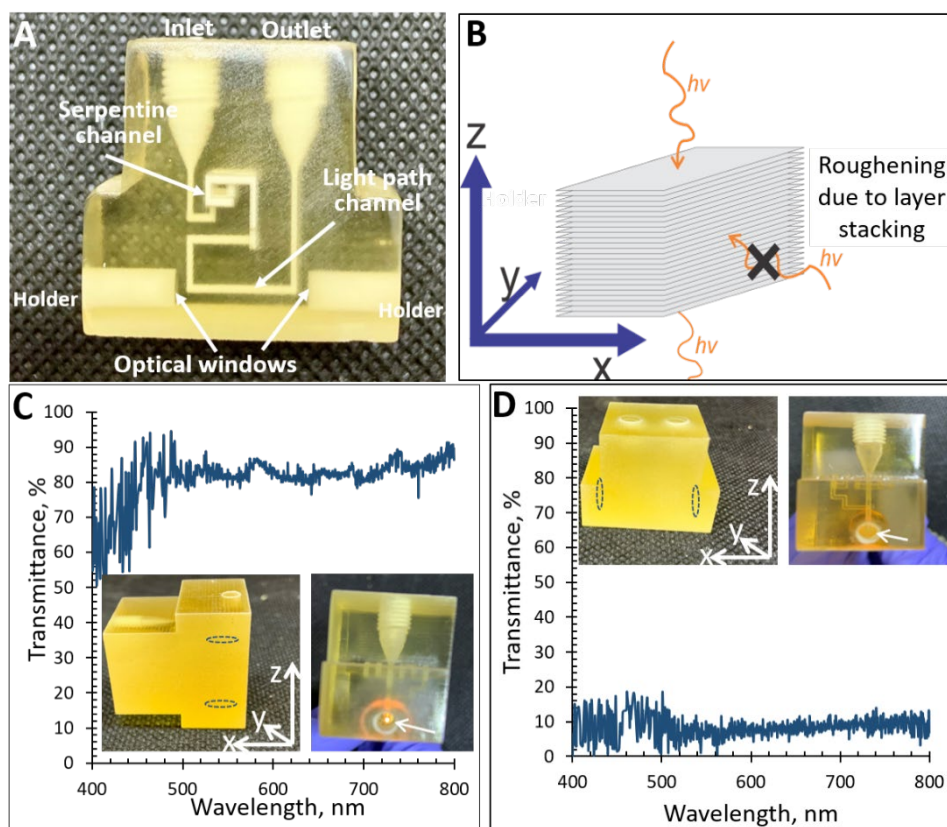 A
Inlet
Outlet
Serpentine
channel
Light path
channel
Holder
Holder
Optical windows
B
hv
Z
y
x
Holder
Roughening
due to layer
stacking
hv
hv
C
Transmittance, %
100
90
80
70
60
50
40
30
20
10
0
400
500
600
700
800
Wavelength, nm
z
y
x
D
Transmittance, %
100
90
80
70
60
50
40
30
20
10
0
400
500
600
700
800
Wavelength, nm
z
y
x